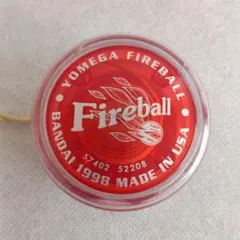 • YOMEGA FIREBALL •
Fireball
57402 52208
BANDAI 1998 MADE IN USA